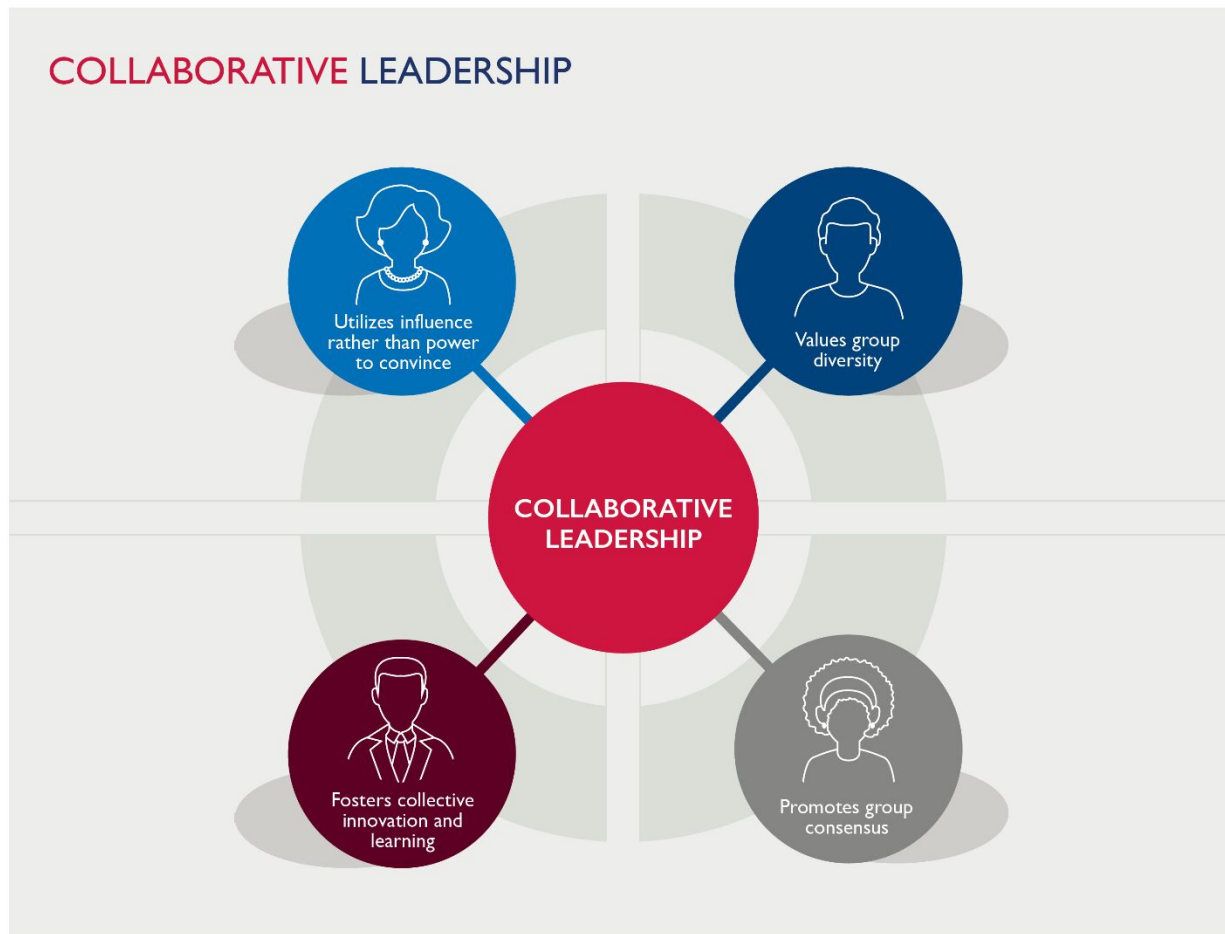 COLLABORATIVE LEADERSHIP
Utilizes influence
rather than power
to convince
Values group
diversity
COLLABORATIVE
LEADERSHIP
Fosters collective
innovation and
learning
Promotes group
consensus